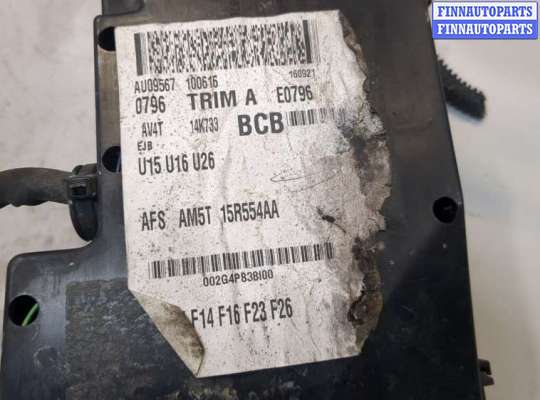 FINNAUTOPARTS
FINNAUTOPARTS
AU09567 100616 160921
0796 TRIM A E0796
AV4T 14K733 BCB
EJB
U15 U16 U26
AFS AM5T 15R554AA
002G4P838I00
F14 F16 F23 F26